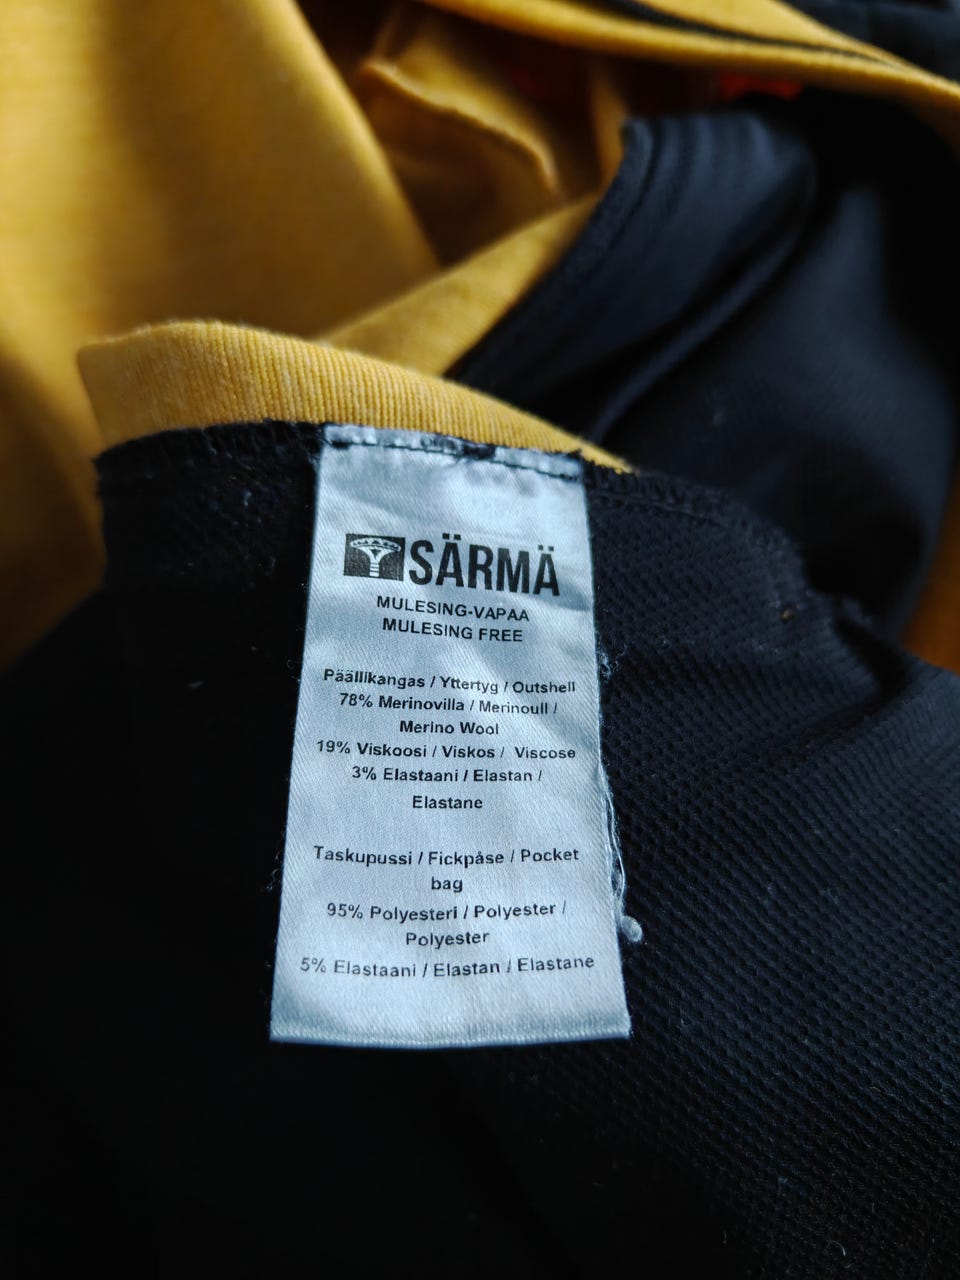 SÄRMÄ
MULESING-VAPAA
MULESING FREE
Päällikangas / Yttertyg / Outshell
78% Merinovilla / Merinoull /
Merino Wool
19% Viskoosi / Viskos / Viscose
3% Elastaani / Elastan /
Elastane
Taskupussi / Fickpåse / Pocket
bag
95% Polyesteri / Polyester /
Polyester
5% Elastaani / Elastan / Elastane